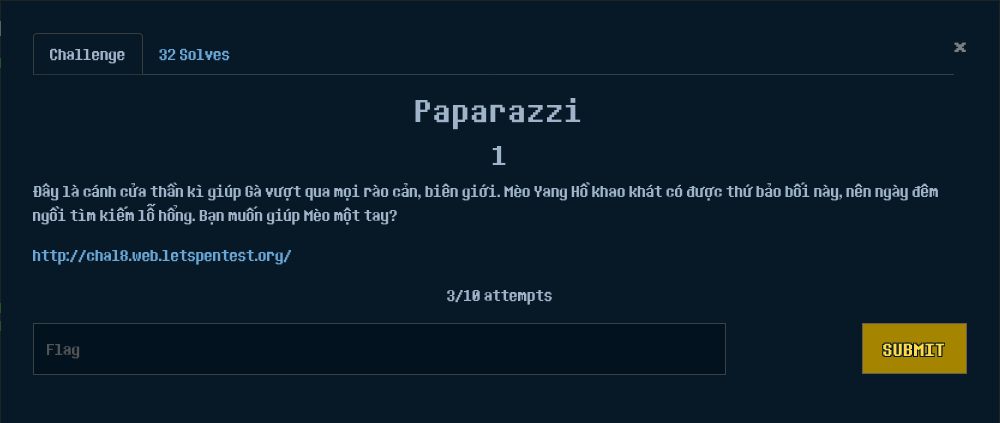 Challenge
32 Solves
×
Paparazzi
1
Đây là cánh cửa thần kì giúp Gà vượt qua mọi rào cản, biên giới. Mèo Yang Hồ khao khát có được thứ bảo bối này, nên ngày đêm
ngồi tìm kiếm lỗ hổng. Bạn muốn giúp Mèo một tay?
http://chal8.web.letspentest.org/
3/10 attempts
Flag
SUBMIT